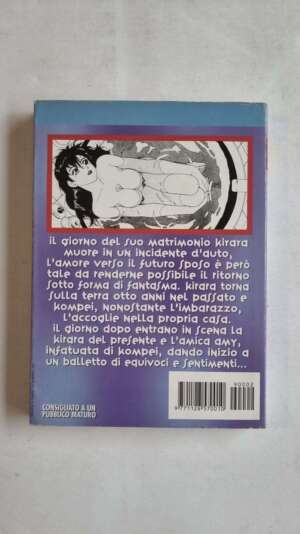 il giorno del suo matrimonio kirara
muore in un incidente d'auto,
l'amore verso il futuro sposo è però
tale da renderne possibile il ritorno
sotto forma di fantasma. kirara torna
sulla terra otto anni nel passato e
kompei, nonostante l'imbarazzo,
l'accoglie nella propria casa.
il giorno dopo entrano in scena la
kirara del presente e l'amica amy,
infatuata di kompei, dando inizio a
un balletto di equivoci e sentimenti...
90002
CONSIGLIATO A UN
PUBBLICO MATURO